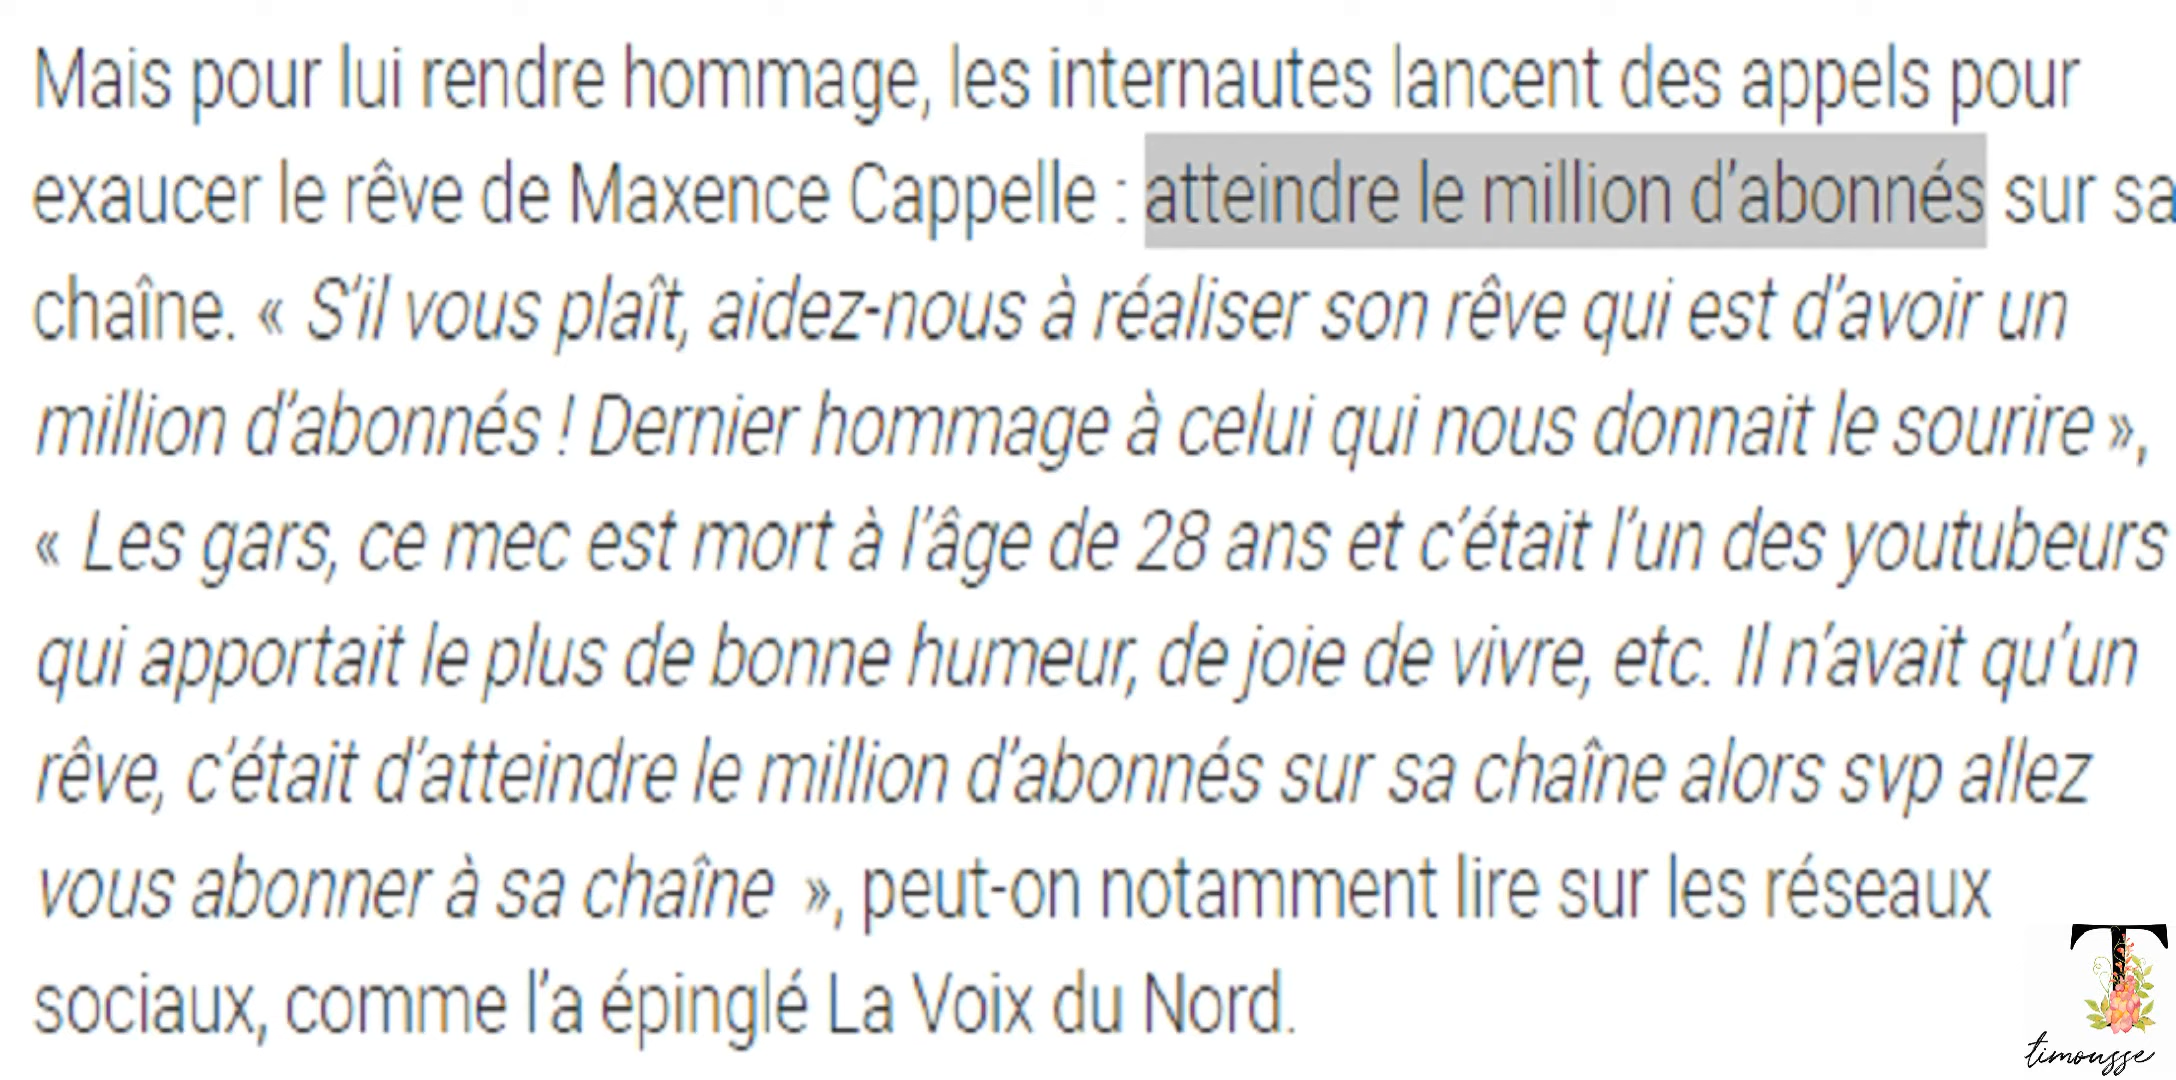 Mais pour lui rendre hommage, les internautes lancent des appels pour
exaucer le rêve de Maxence Cappelle : atteindre le million d'abonnés sur sa
chaîne. « S'il vous plaît, aidez-nous à réaliser son rêve qui est d'avoir un
million d'abonnés ! Dernier hommage à celui qui nous donnait le sourire »,
« Les gars, ce mec est mort à l'âge de 28 ans et c'était l'un des youtubeurs
qui apportait le plus de bonne humeur, de joie de vivre, etc. Il n'avait qu'un
rêve, c'était d'atteindre le million d'abonnés sur sa chaîne alors svp allez
vous abonner à sa chaîne », peut-on notamment lire sur les réseaux
sociaux, comme l'a épinglé La Voix du Nord.
T
timousse